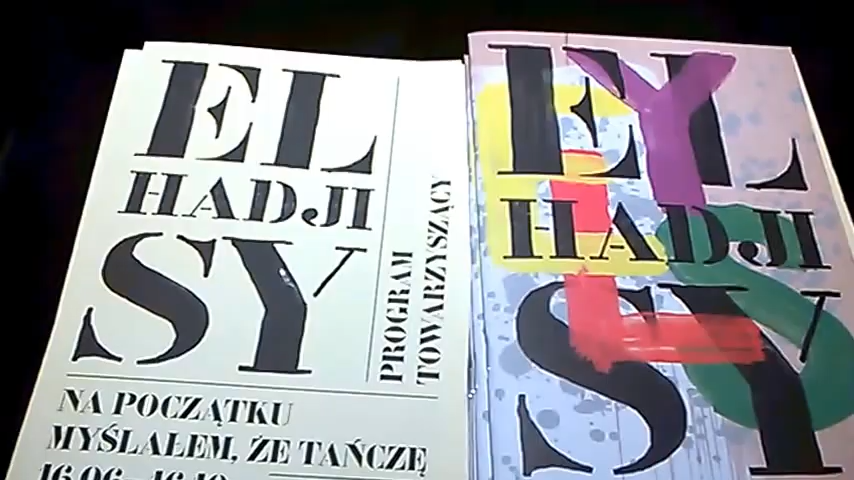 EL
HADJI
SY
PROGRAM
TOWARZYSZĄCY
NA POCZĄTKU
MYŚLAŁEM, ŻE TAŃCZĘ
EL
HADJI
SY